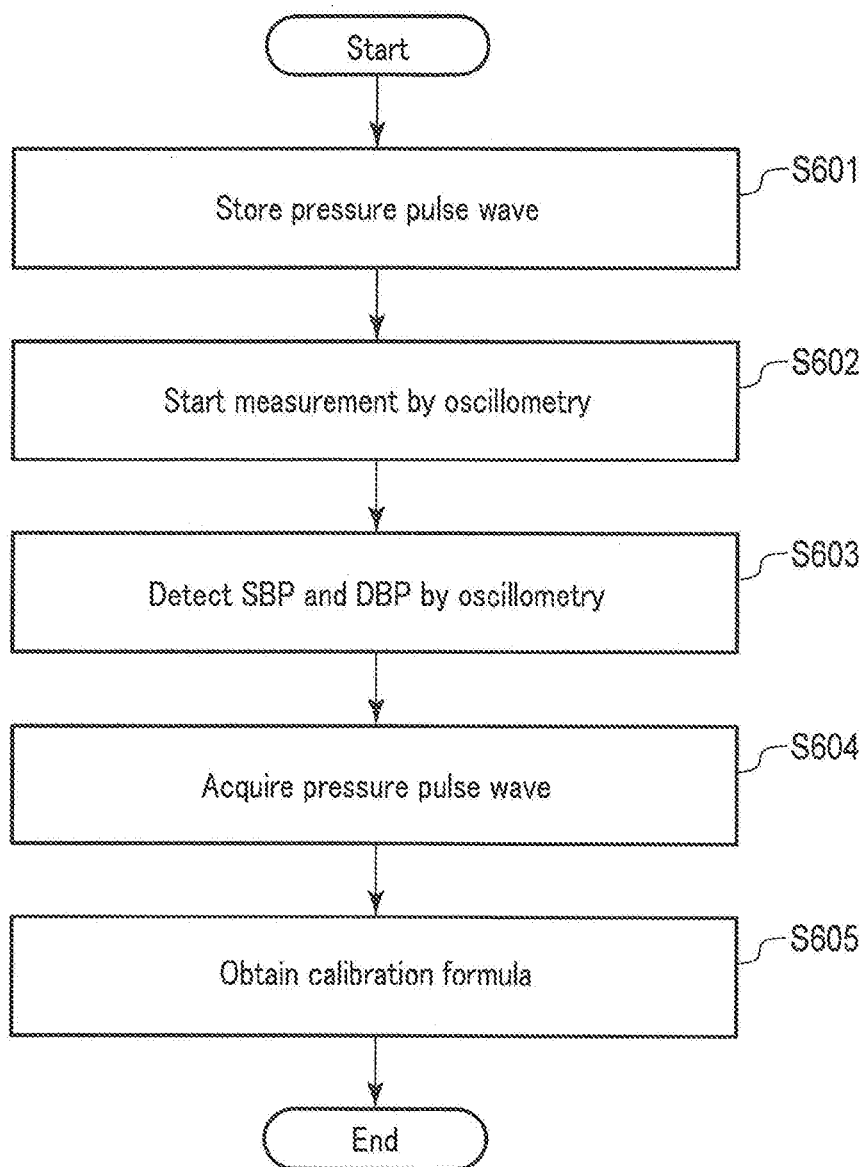 Start
Store pressure pulse wave
S601
Start measurement by oscillometry
S602
Detect SBP and DBP by oscillometry
S603
Acquire pressure pulse wave
S604
Obtain calibration formula
S605
End